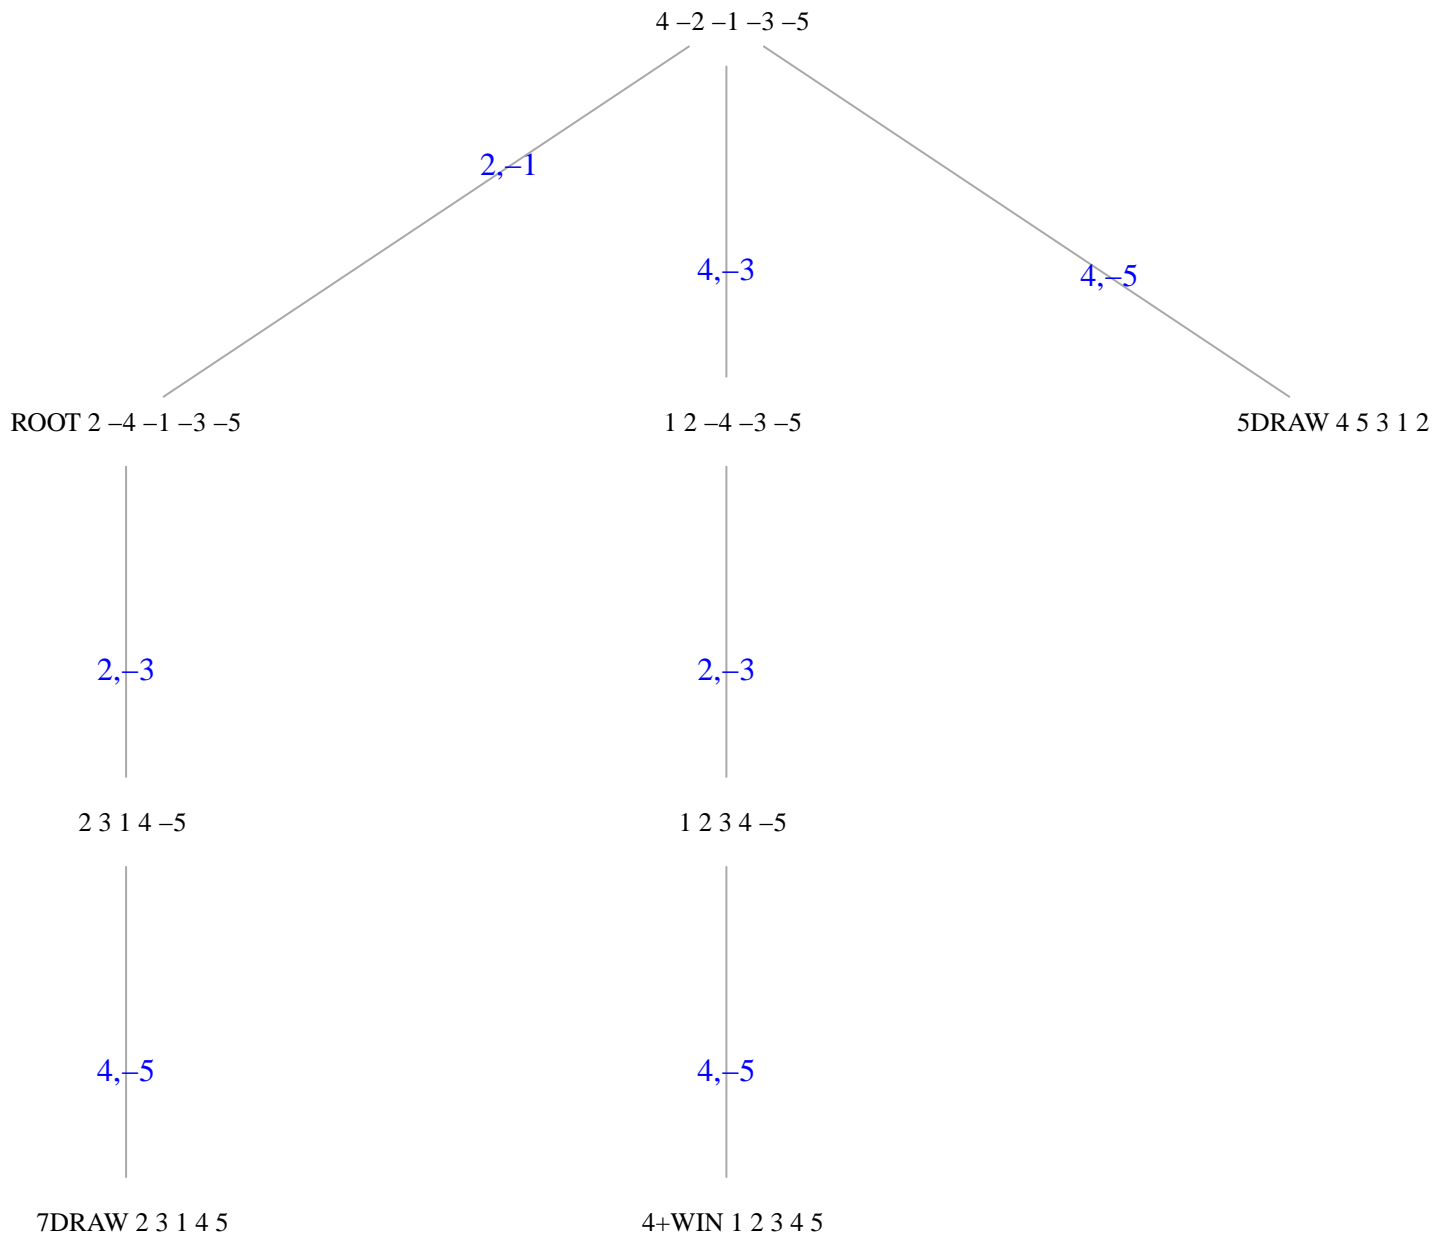 4 –2 –1 –3 –5
2,–1
4,–3
4,–5
ROOT 2 –4 –1 –3 –5
1 2 –4 –3 –5
5DRAW 4 5 3 1 2
2,–3
2,–3
2 3 1 4 –5
1 2 3 4 –5
4,–5
4,–5
7DRAW 2 3 1 4 5
4+WIN 1 2 3 4 5